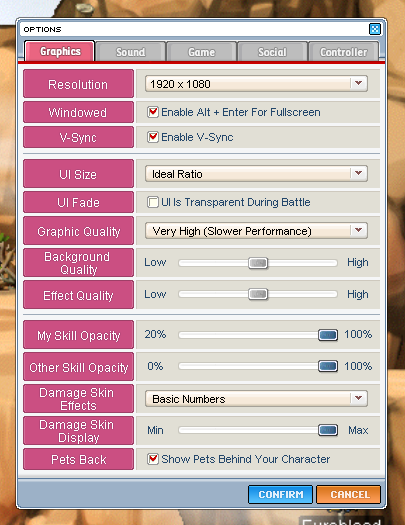 OPTIONS
Graphics Sound Game Social Controller
Resolution 1920 x 1080
Windowed Enable Alt + Enter For Fullscreen
V-Sync Enable V-Sync
UI Size Ideal Ratio
UI Fade UI Is Transparent During Battle
Graphic Quality Very High (Slower Performance)
Background
Quality
Low High
Effect Quality Low High
My Skill Opacity 20% 100%
Other Skill Opacity 0% 100%
Damage Skin
Effects
Basic Numbers
Damage Skin
Display
Min Max
Pets Back Show Pets Behind Your Character
CONFIRM CANCEL